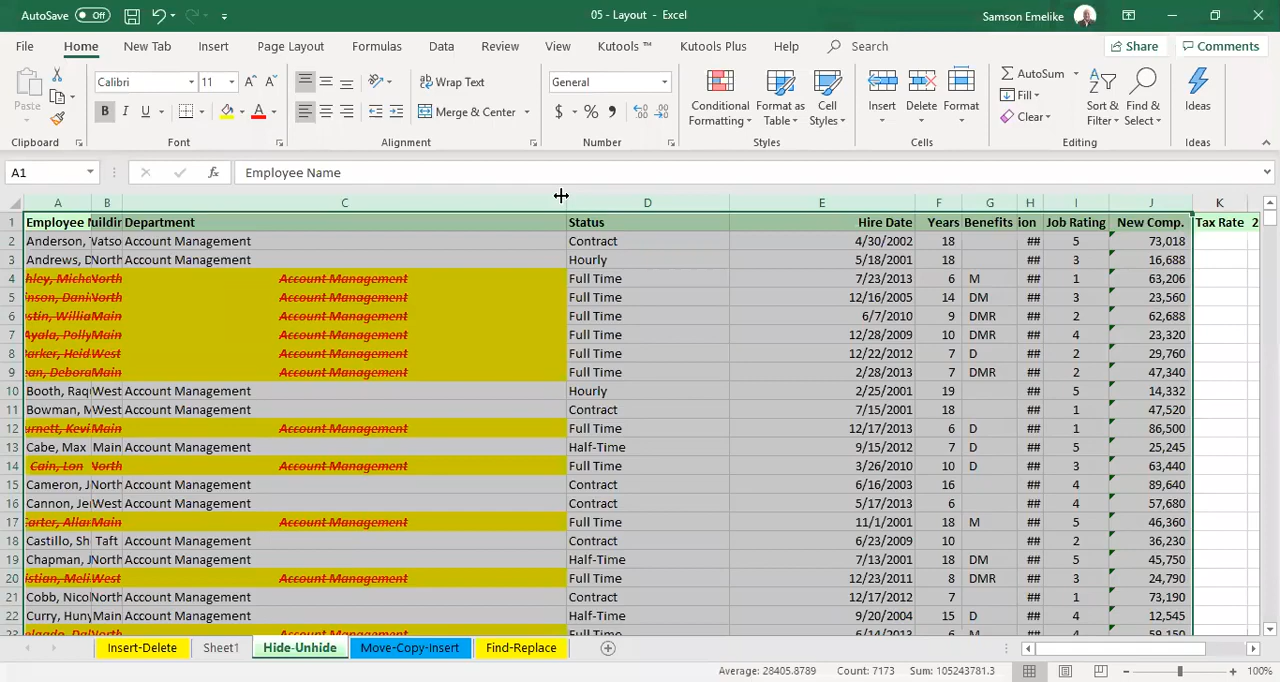 AutoSave Off 05 - Layout - Excel Samson Emelike
File Home New Tab Insert Page Layout Formulas Data Review View Kutools ™ Kutools Plus Help Search Share Comments
Paste Calibri 11 Wrap Text General Conditional Formatting Format as Table Cell Styles Insert Delete Format AutoSum Fill Clear Sort & Filter Find & Select Ideas
B I U Merge & Center $ %
Clipboard Font Alignment Number Styles Cells Editing Ideas
A1 fx Employee Name
A B C D E F G H I J K
1 Employee Department Status Hire Date Years Benefits ion Job Rating New Comp. Tax Rate 2
2 Anderson, Account Management Contract 4/30/2002 18 ## 5 73,018
3 Andrews, D North Account Management Hourly 5/18/2001 18 ## 3 16,688
4 hley, Mich North Account Management Full Time 7/23/2013 6 M ## 1 63,206
5 nson, Dani North Account Management Full Time 12/16/2005 14 DM ## 3 23,560
6 stin, Willia Main Account Management Full Time 6/7/2010 9 DMR ## 2 62,688
7 Ayala, Polly Main Account Management Full Time 12/28/2009 10 DMR ## 4 23,320
8 arker, Heid West Account Management Full Time 12/22/2012 7 D ## 2 29,760
9 an, Debora Main Account Management Full Time 2/28/2013 7 DMR ## 2 47,340
10 Booth, Raq West Account Management Hourly 2/25/2001 19 ## 5 14,332
11 Bowman, M West Account Management Contract 7/15/2001 18 ## 1 47,520
12 urnett, Kevi Main Account Management Full Time 12/17/2013 6 D ## 1 86,500
13 Cabe, Max Main Account Management Half-Time 9/15/2012 7 D ## 5 25,245
14 Cain, Lon North Account Management Full Time 3/26/2010 10 D ## 3 63,440
15 Cameron, J North Account Management Contract 6/16/2003 16 ## 4 89,640
16 Cannon, Je West Account Management Contract 5/17/2013 6 ## 4 57,680
17 arter, Allan Main Account Management Full Time 11/1/2001 18 M ## 5 46,360
18 Castillo, Sh Taft Account Management Contract 6/23/2009 10 ## 2 36,230
19 Chapman, J North Account Management Half-Time 7/13/2001 18 DM ## 5 45,750
20 istian, Meli West Account Management Full Time 12/23/2011 8 DMR ## 3 24,790
21 Cobb, Nico North Account Management Contract 12/17/2012 7 ## 1 73,190
22 Curry, Huny Main Account Management Half-Time 9/20/2004 15 D ## 4 12,545
23 elgado, Dal North Account Management Full Time 6/14/2013 6 M ## 4 59,150
Insert-Delete Sheet1 Hide-Unhide Move-Copy-Insert Find-Replace
Average: 28405.8789 Count: 7173 Sum: 105243781.3 100%